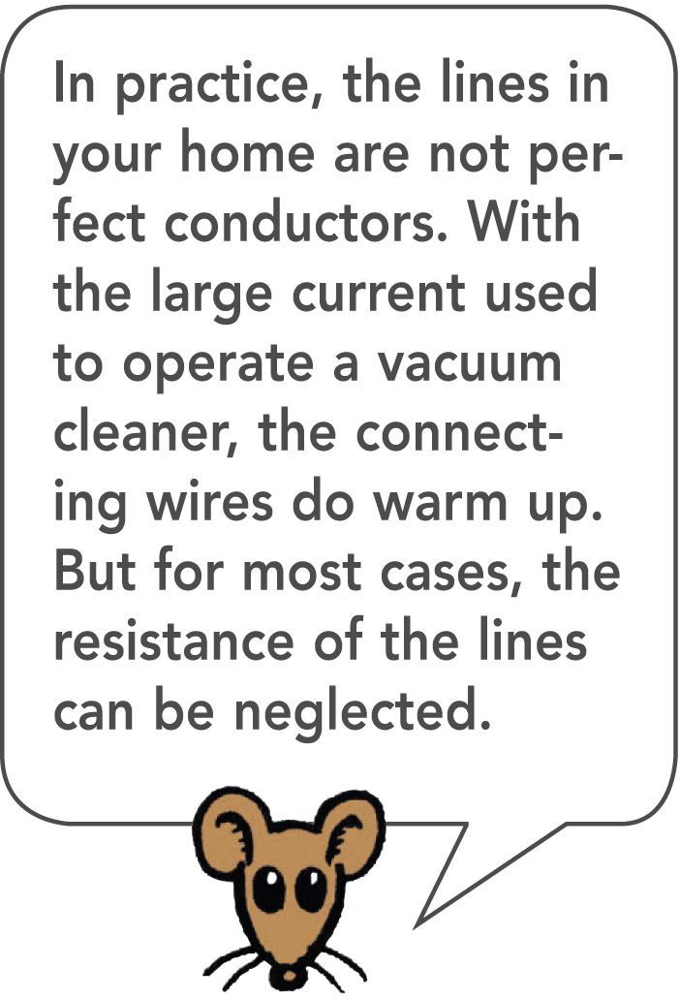 In practice, the lines in
your home are not per-
fect conductors. With
the large current used
to operate a vacuum
cleaner, the connect-
ing wires do warm up.
But for most cases, the
resistance of the lines
can be neglected.